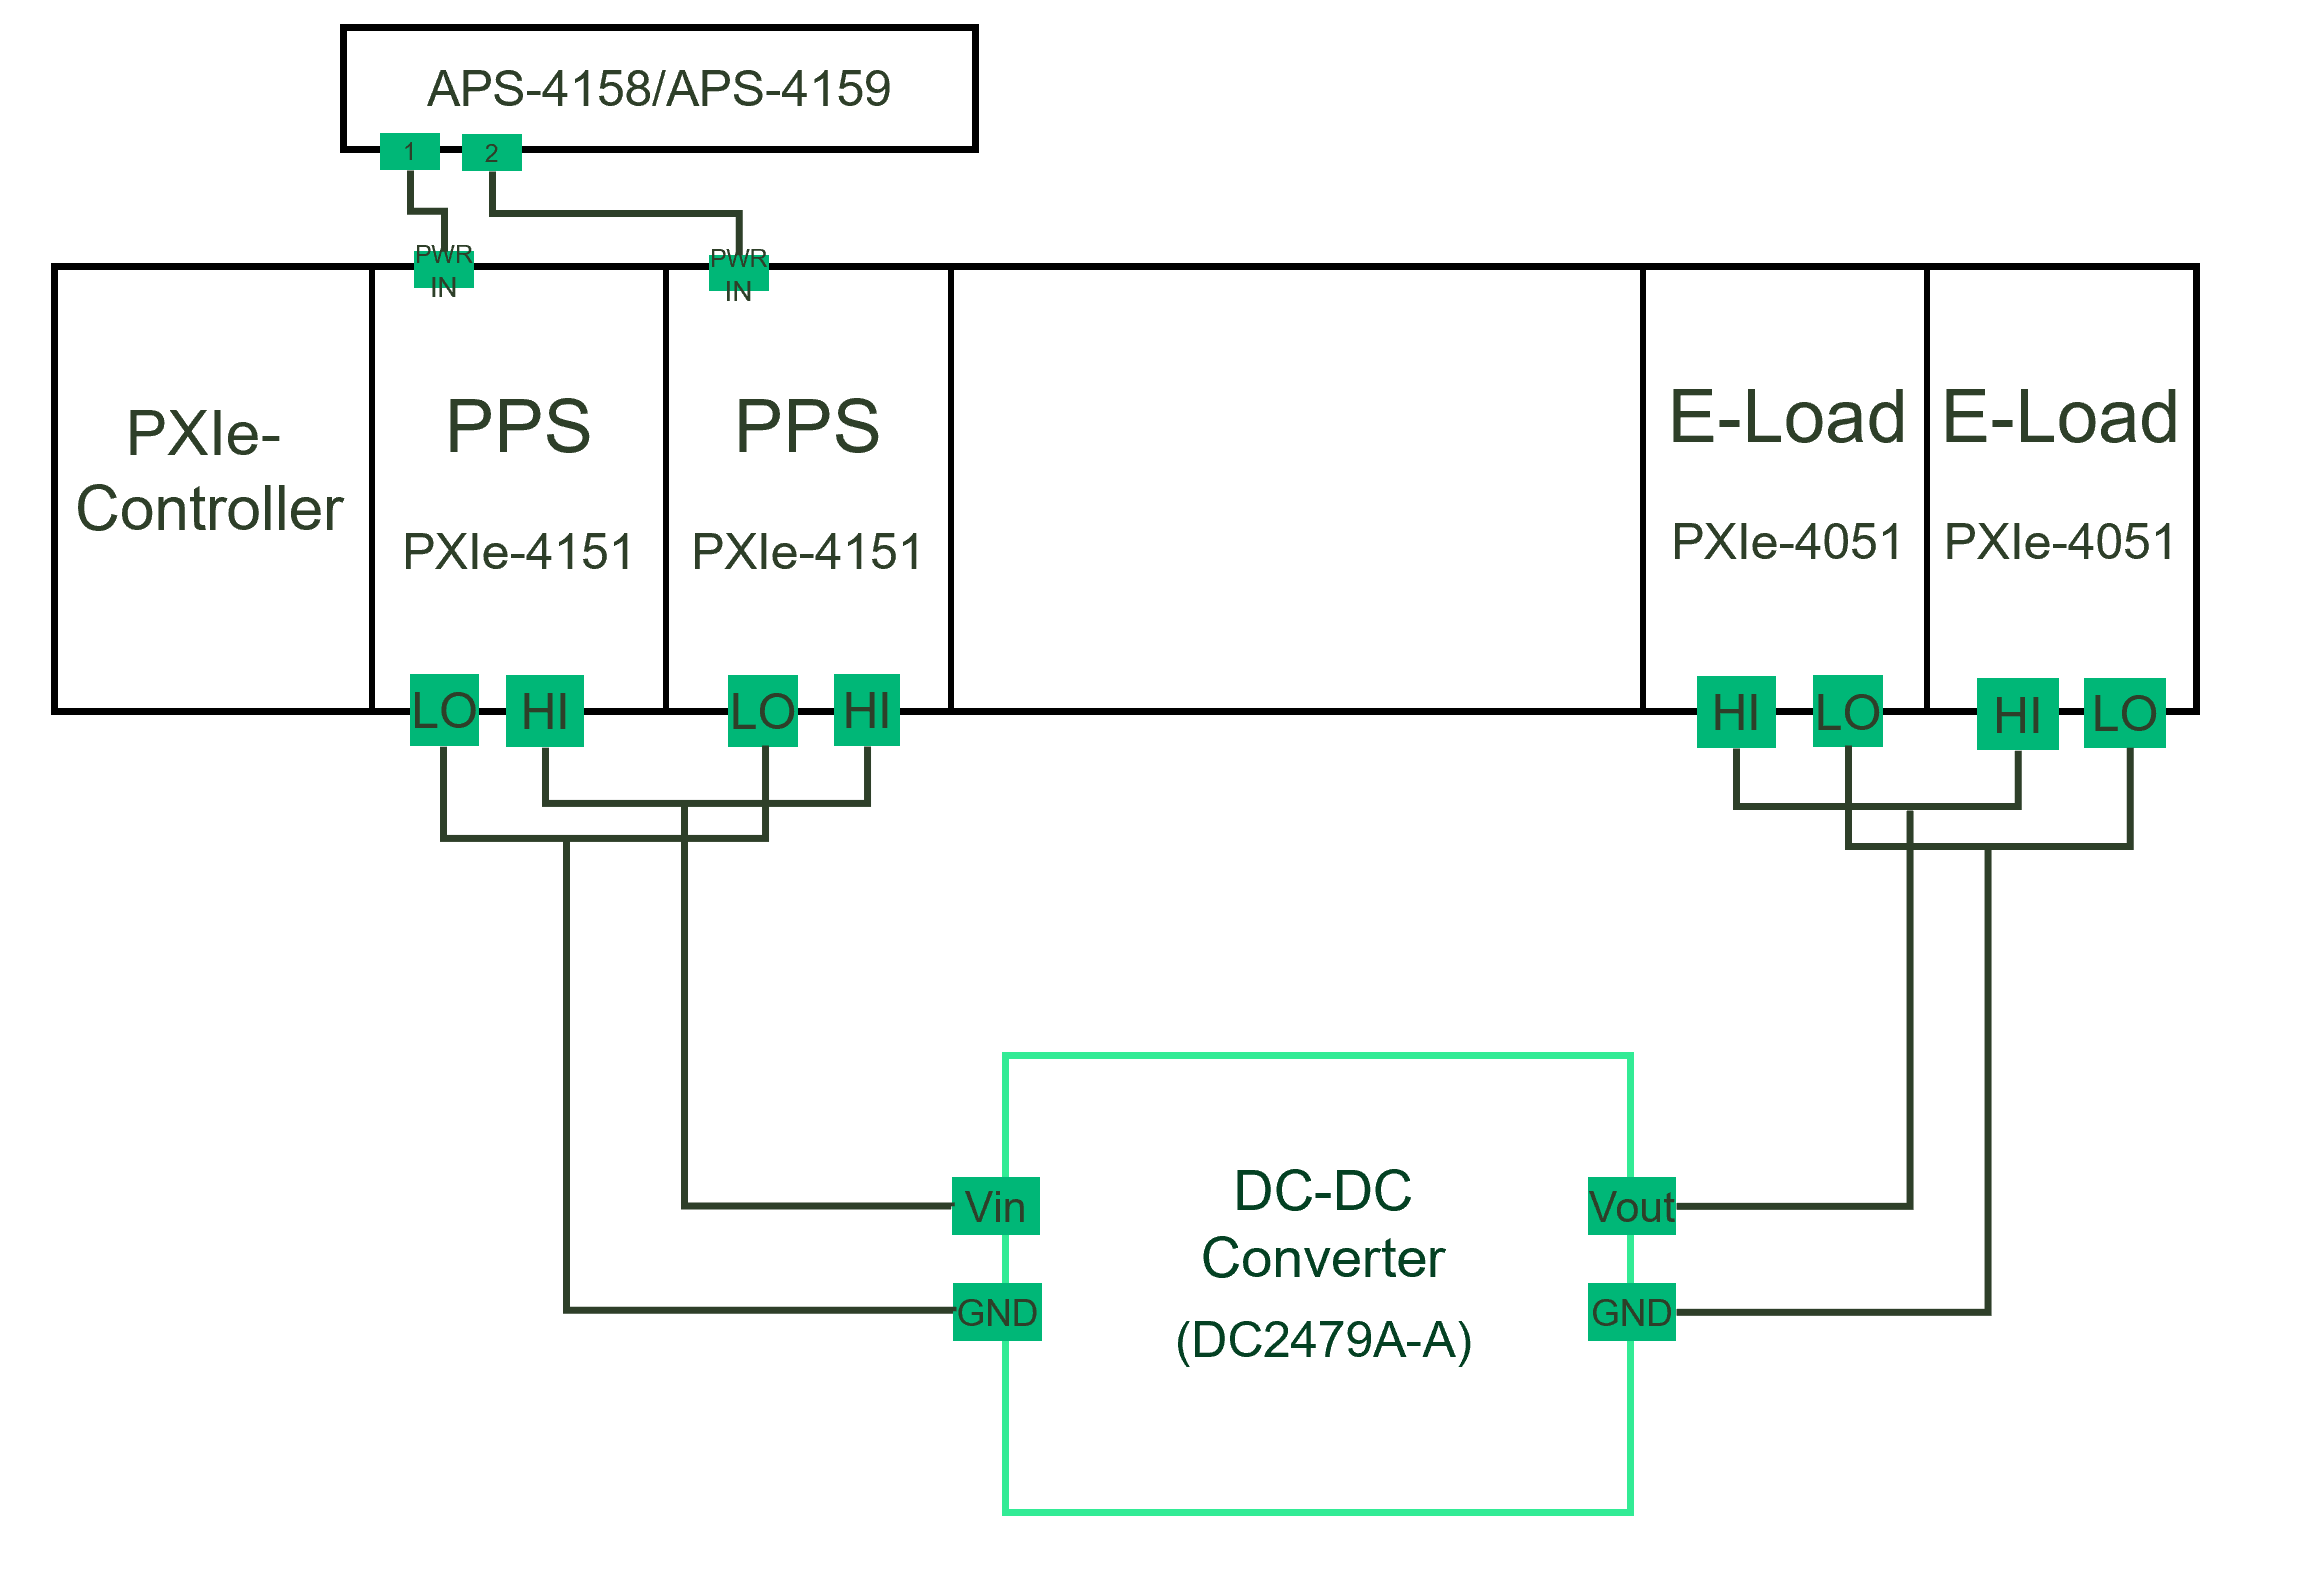 APS-4158/APS-4159
1
2
PWR
IN
PWR
IN
PXIe-
Controller
PPS
PXIe-4151
PPS
PXIe-4151
E-Load
PXIe-4051
E-Load
PXIe-4051
LO
HI
LO
HI
HI
LO
HI
LO
Vin
GND
DC-DC
Converter
(DC2479A-A)
Vout
GND